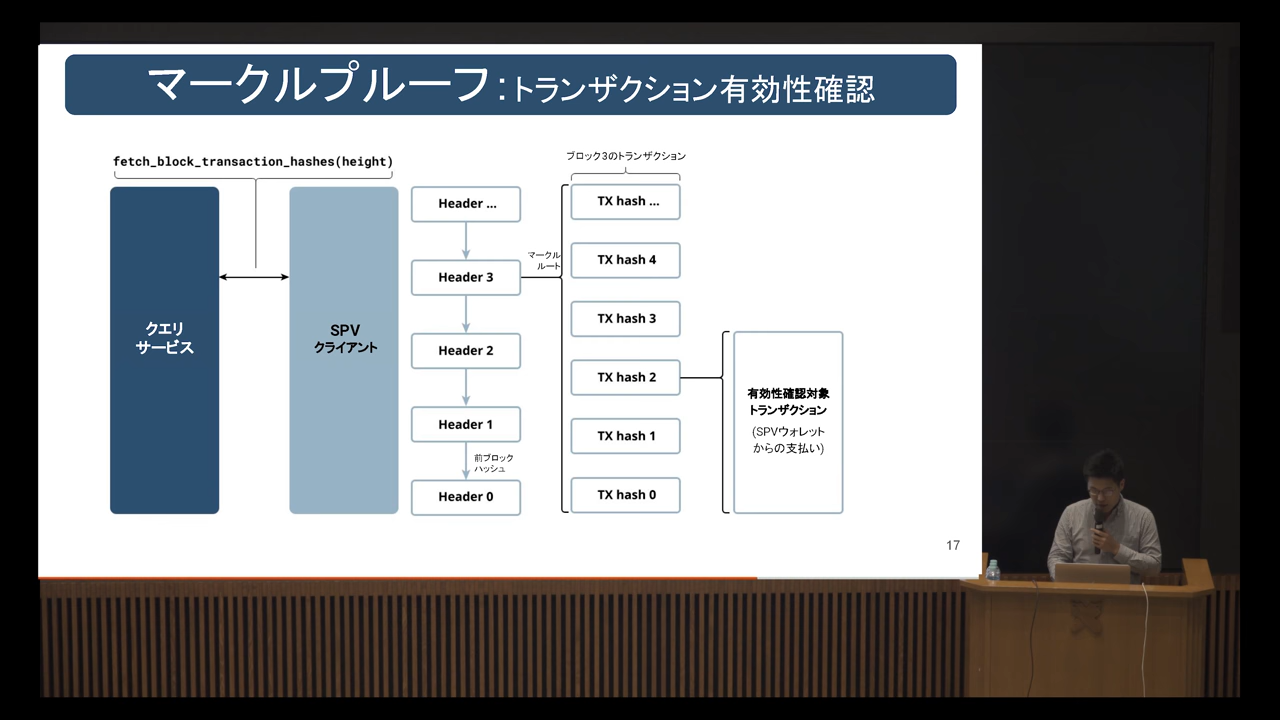 マークルプルーフ：トランザクション有効性確認
fetch_block_transaction_hashes(height)
クエリ
サービス
SPV
クライアント
Header ...
Header 3
Header 2
Header 1
前ブロック
ハッシュ
Header 0
マークル
ルート
ブロック3のトランザクション
TX hash ...
TX hash 4
TX hash 3
TX hash 2
TX hash 1
TX hash 0
有効性確認対象
トランザクション
(SPVウォレット
からの支払い)
17